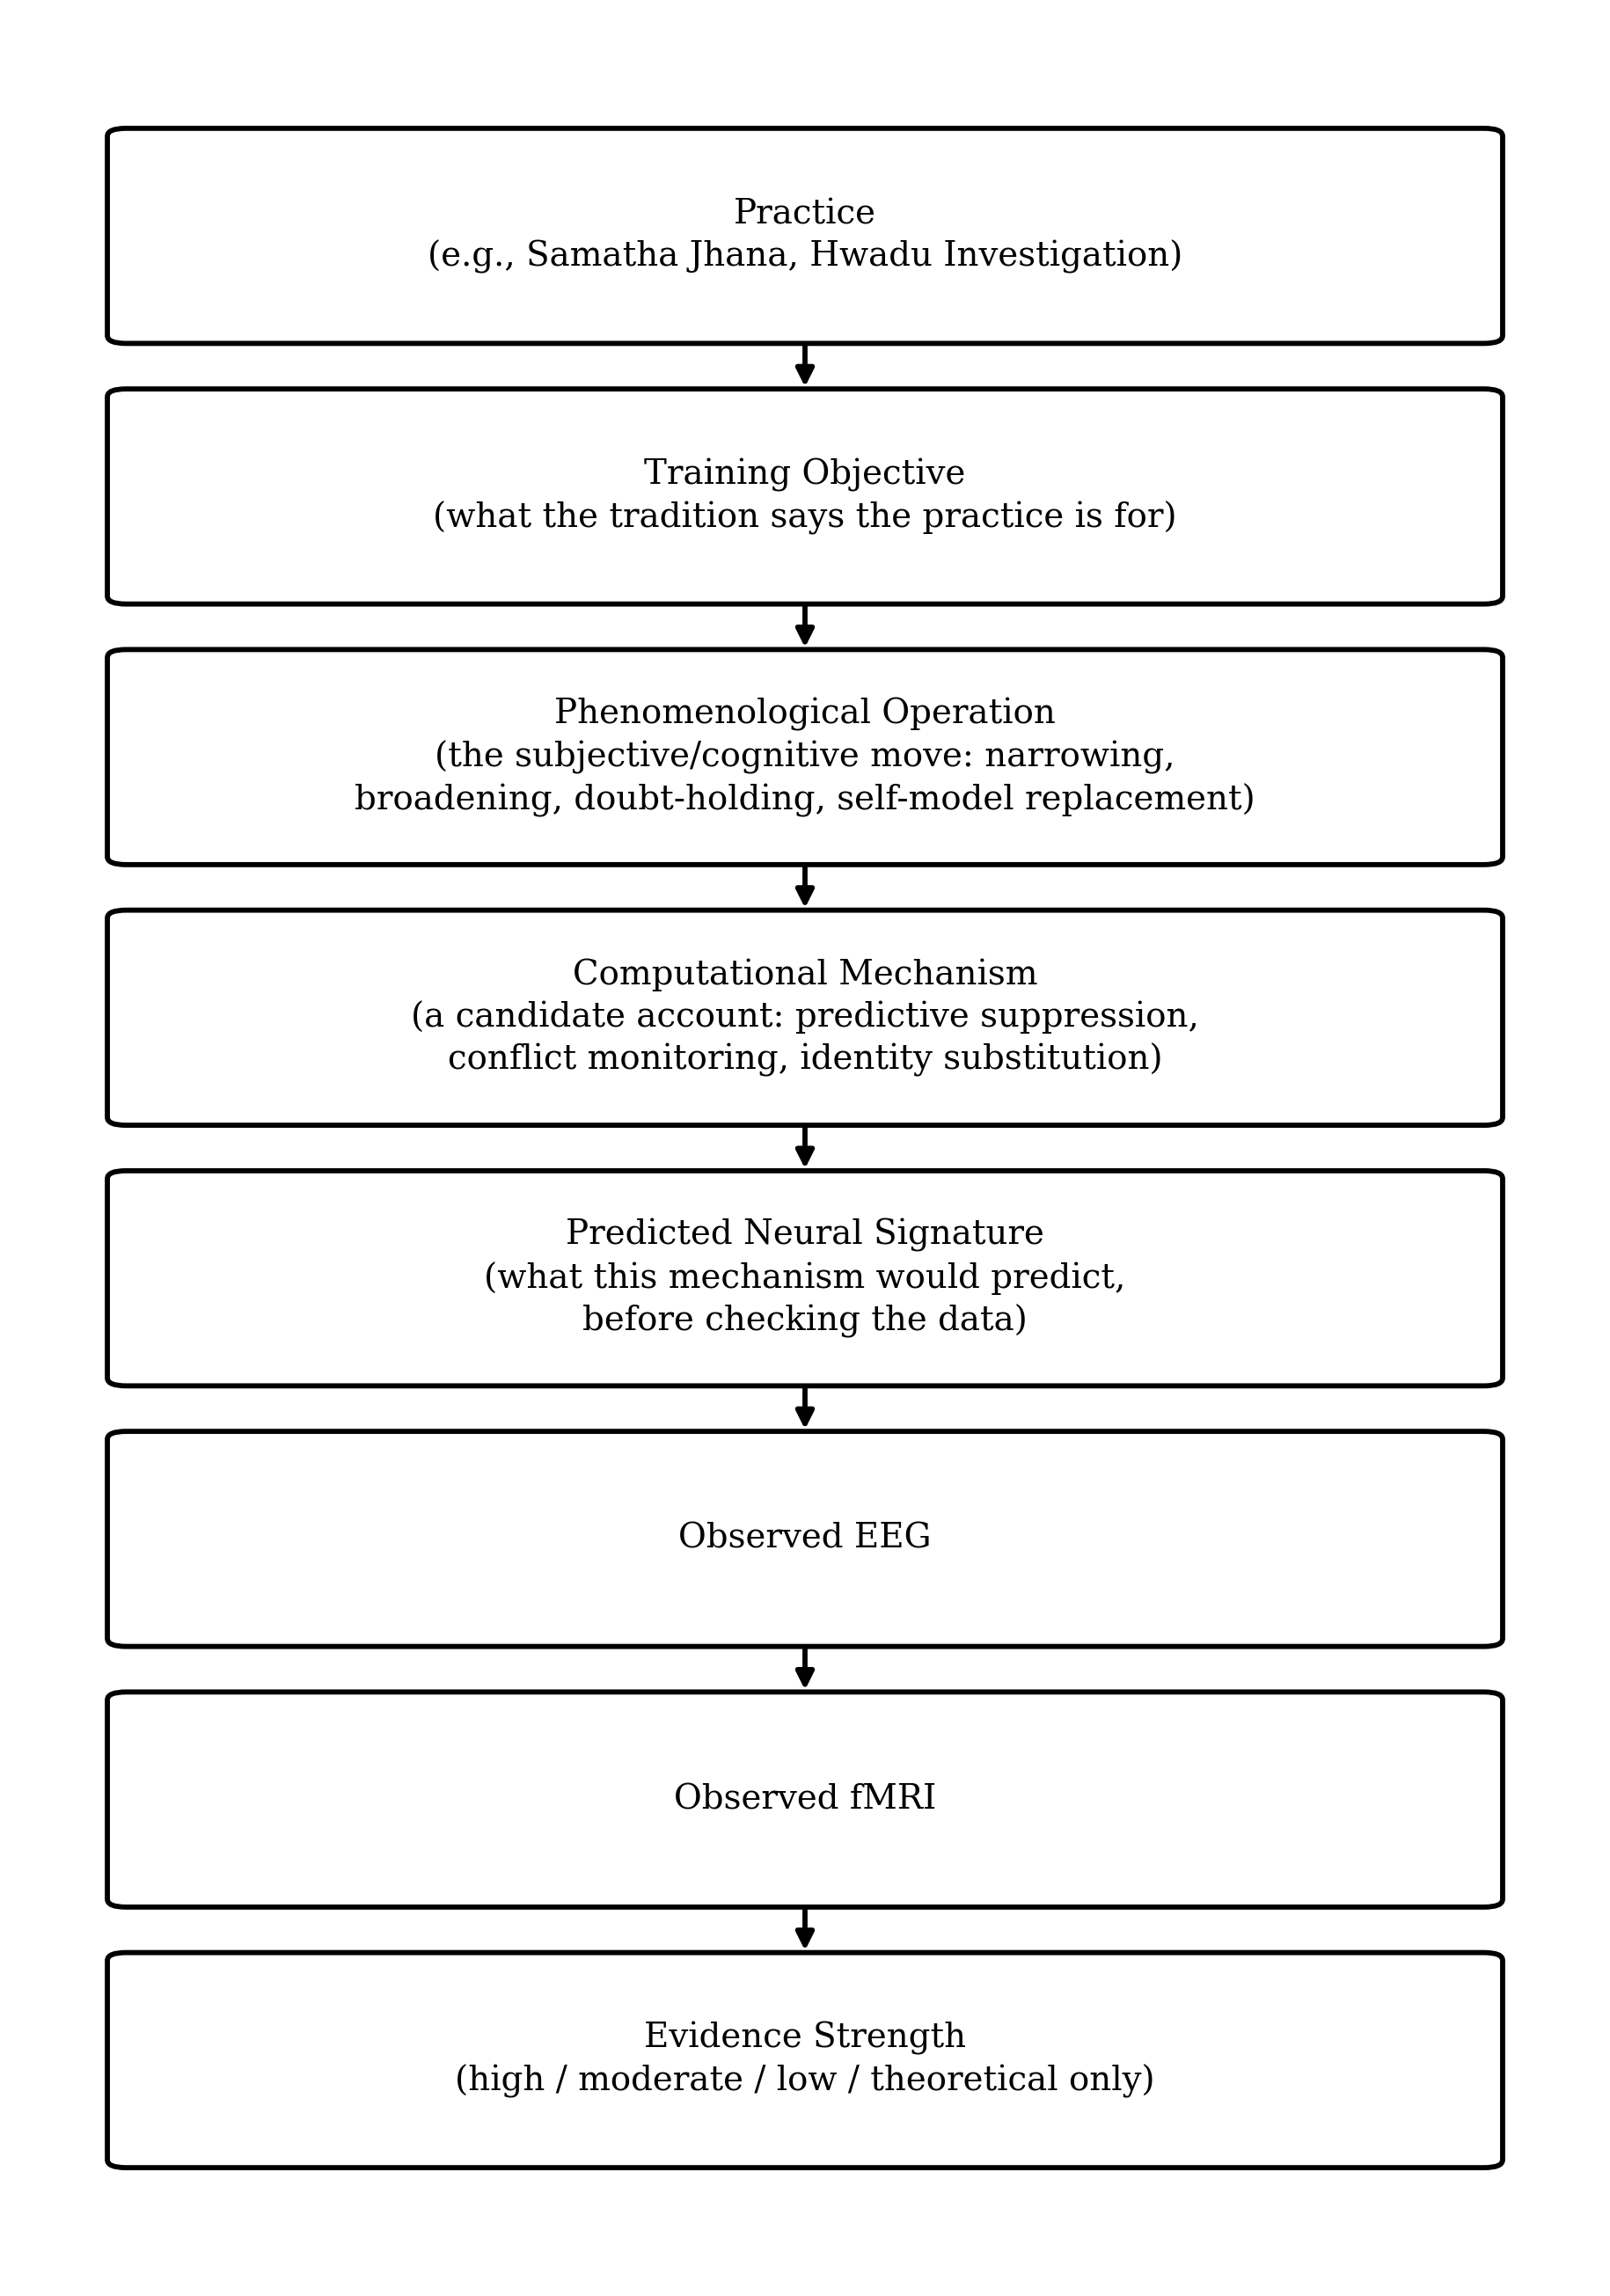 Practice
(e.g., Samatha Jhana, Hwadu Investigation)
Training Objective
(what the tradition says the practice is for)
Phenomenological Operation
(the subjective/cognitive move: narrowing,
broadening, doubt-holding, self-model replacement)
Computational Mechanism
(a candidate account: predictive suppression,
conflict monitoring, identity substitution)
Predicted Neural Signature
(what this mechanism would predict,
before checking the data)
Observed EEG
Observed fMRI
Evidence Strength
(high / moderate / low / theoretical only)